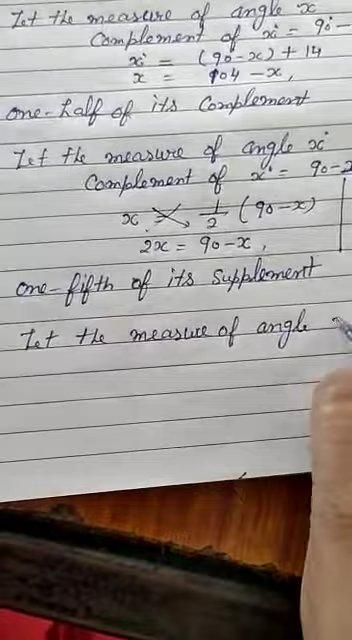 Let the measure of angle x
Complement of x° = 90-
x° = (90-x) + 14
x = 104 - x,
one-half of its Complement
Let the measure of angle x°
Complement of x° = 90-x
x = 1/2 (90-x)
2x = 90-x,
one-fifth of its supplement
Let the measure of angle